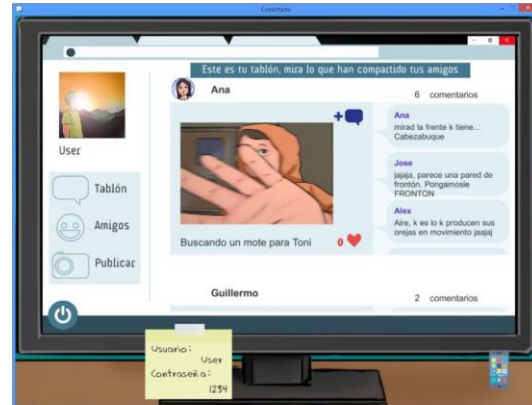 Conectado
Este es tu tablón, mira lo que han compartido tus amigos
Ana
6 comentarios
Ana
mirad la frente k tiene...
Cabezabuque
Jose
jajaja, parece una pared de
frontón. Pongamosle
FRONTON
Alex
Aire, k es lo k producen sus
orejas en movimiento jaajaj
Buscando un mote para Toni
0
User
Tablón
Amigos
Publicar
Guillermo
2 comentarios
Usuario:
User
Contraseña:
1234